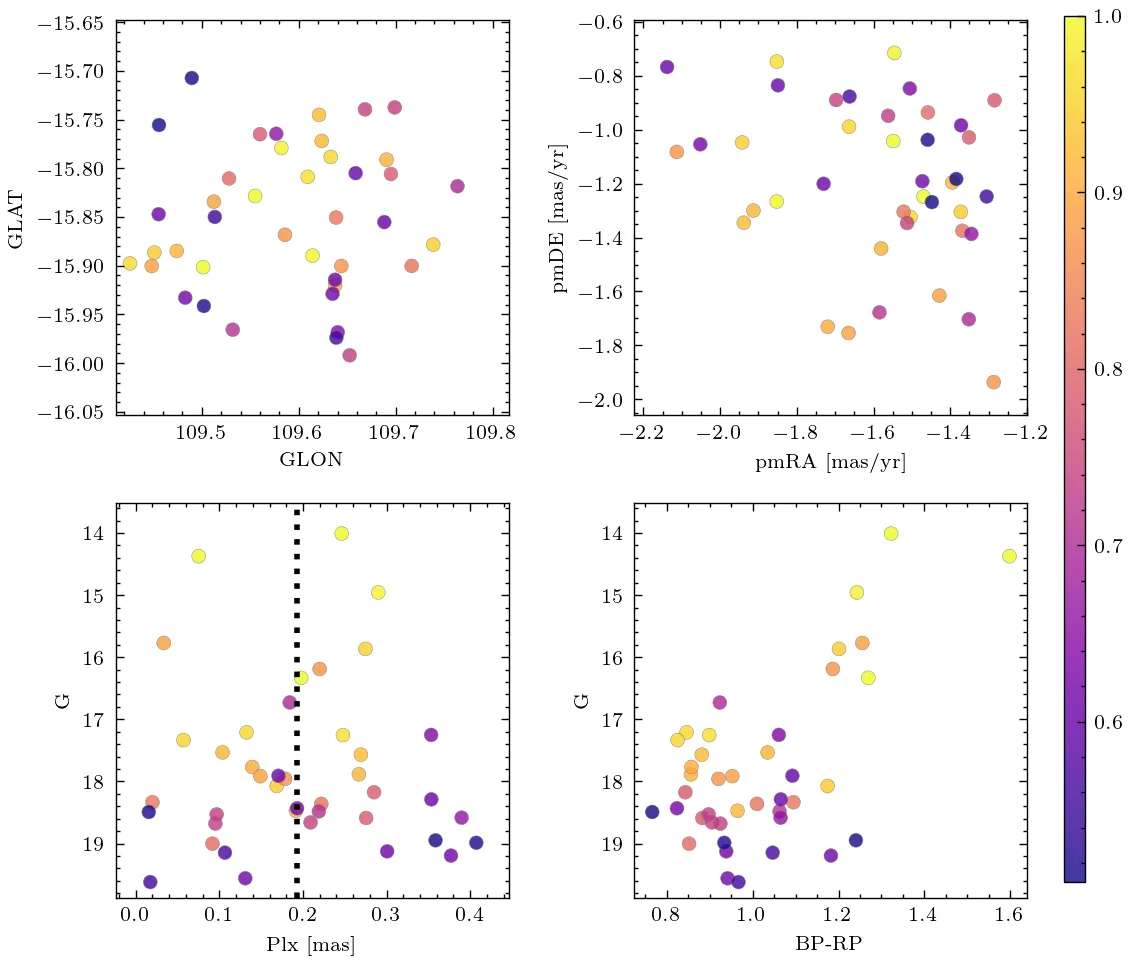 −15.65
−15.70
−15.75
−15.80
−15.85
−15.90
−15.95
−16.00
−16.05
GLAT
109.5 109.6 109.7 109.8
GLON
−0.6
−0.8
−1.0
−1.2
−1.4
−1.6
−1.8
−2.0
pmDE [mas/yr]
−2.2 −2.0 −1.8 −1.6 −1.4 −1.2
pmRA [mas/yr]
14
15
16
17
18
19
G
0.0 0.1 0.2 0.3 0.4
Plx [mas]
14
15
16
17
18
19
G
0.8 1.0 1.2 1.4 1.6
BP-RP
1.0
0.9
0.8
0.7
0.6